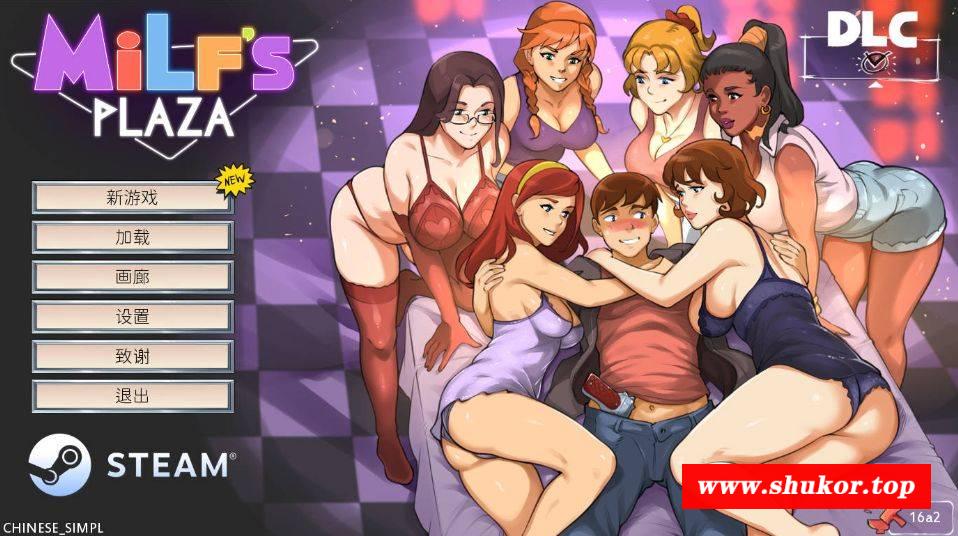 MiLF'S
PLAZA
DLC
NEW
新游戏
加载
画廊
设置
致谢
退出
STEAM®
www.shukor.top
CHINESE_SIMPL
16a2